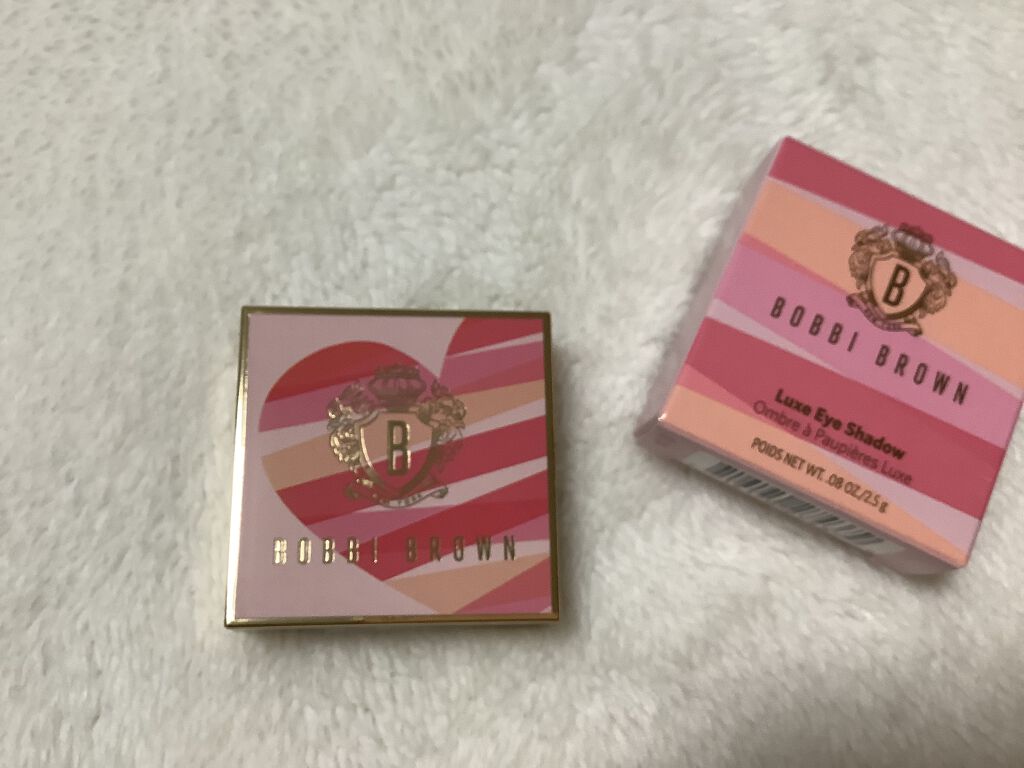 B
BOBBI BROWN
B
BOBBI BROWN
Luxe Eye Shadow
Ombre à Paupières Luxe
POIDS NET WT. .08 OZ./2.5 g